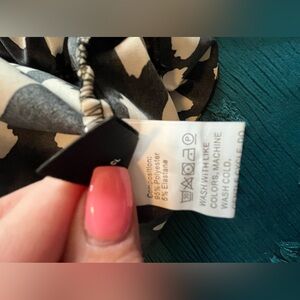 Composition:
95% Polyester
5% Elastane
WASH WITH LIKE
COLORS, MACHINE
WASH COLD.